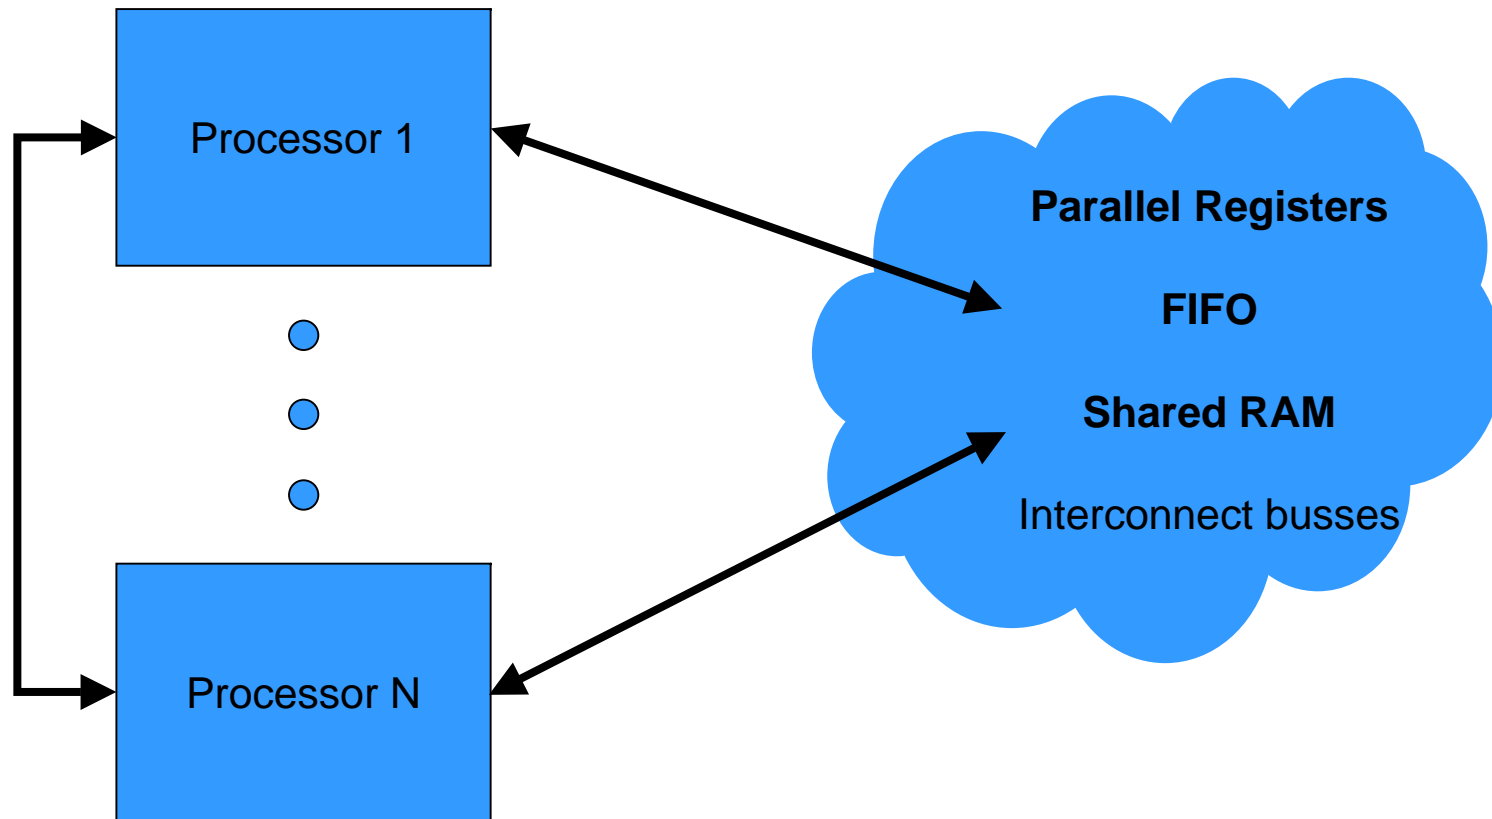 Processor 1
Parallel Registers
FIFO
Shared RAM
Interconnect busses
Processor N